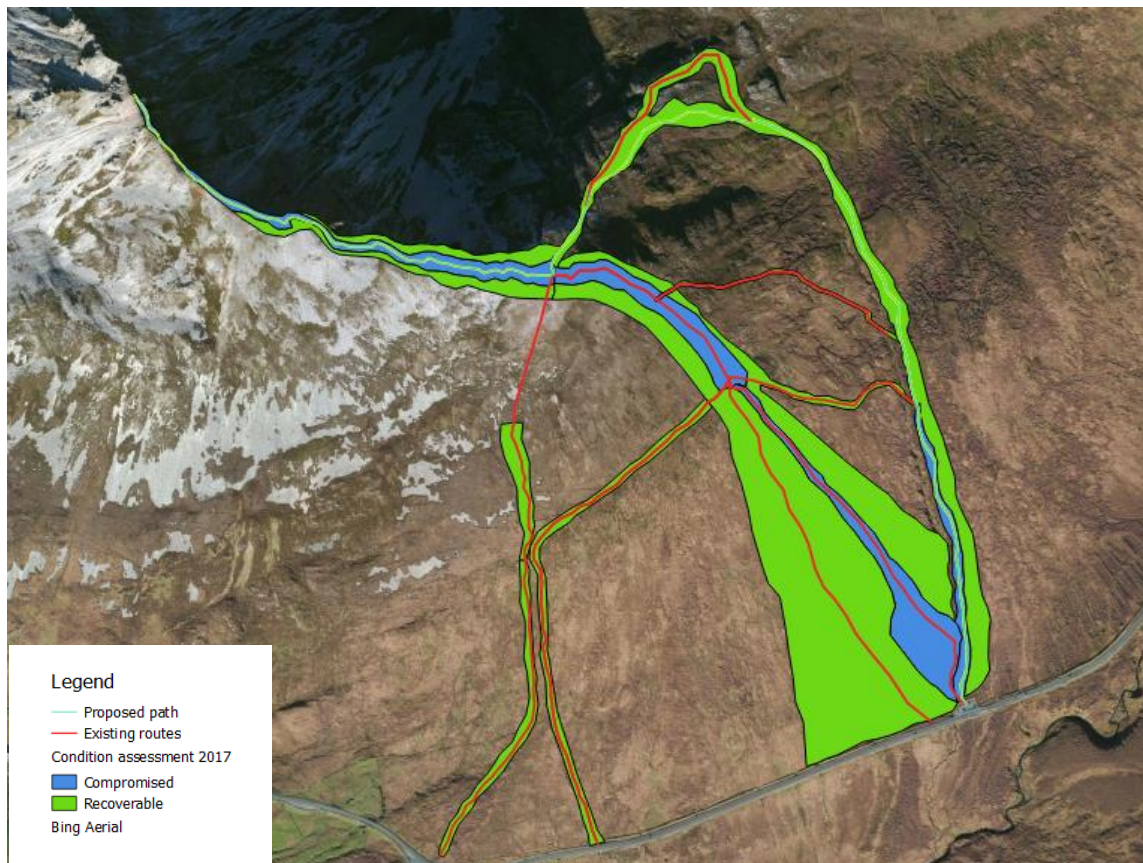 Legend
Proposed path
Existing routes
Condition assessment 2017
Compromised
Recoverable
Bing Aerial